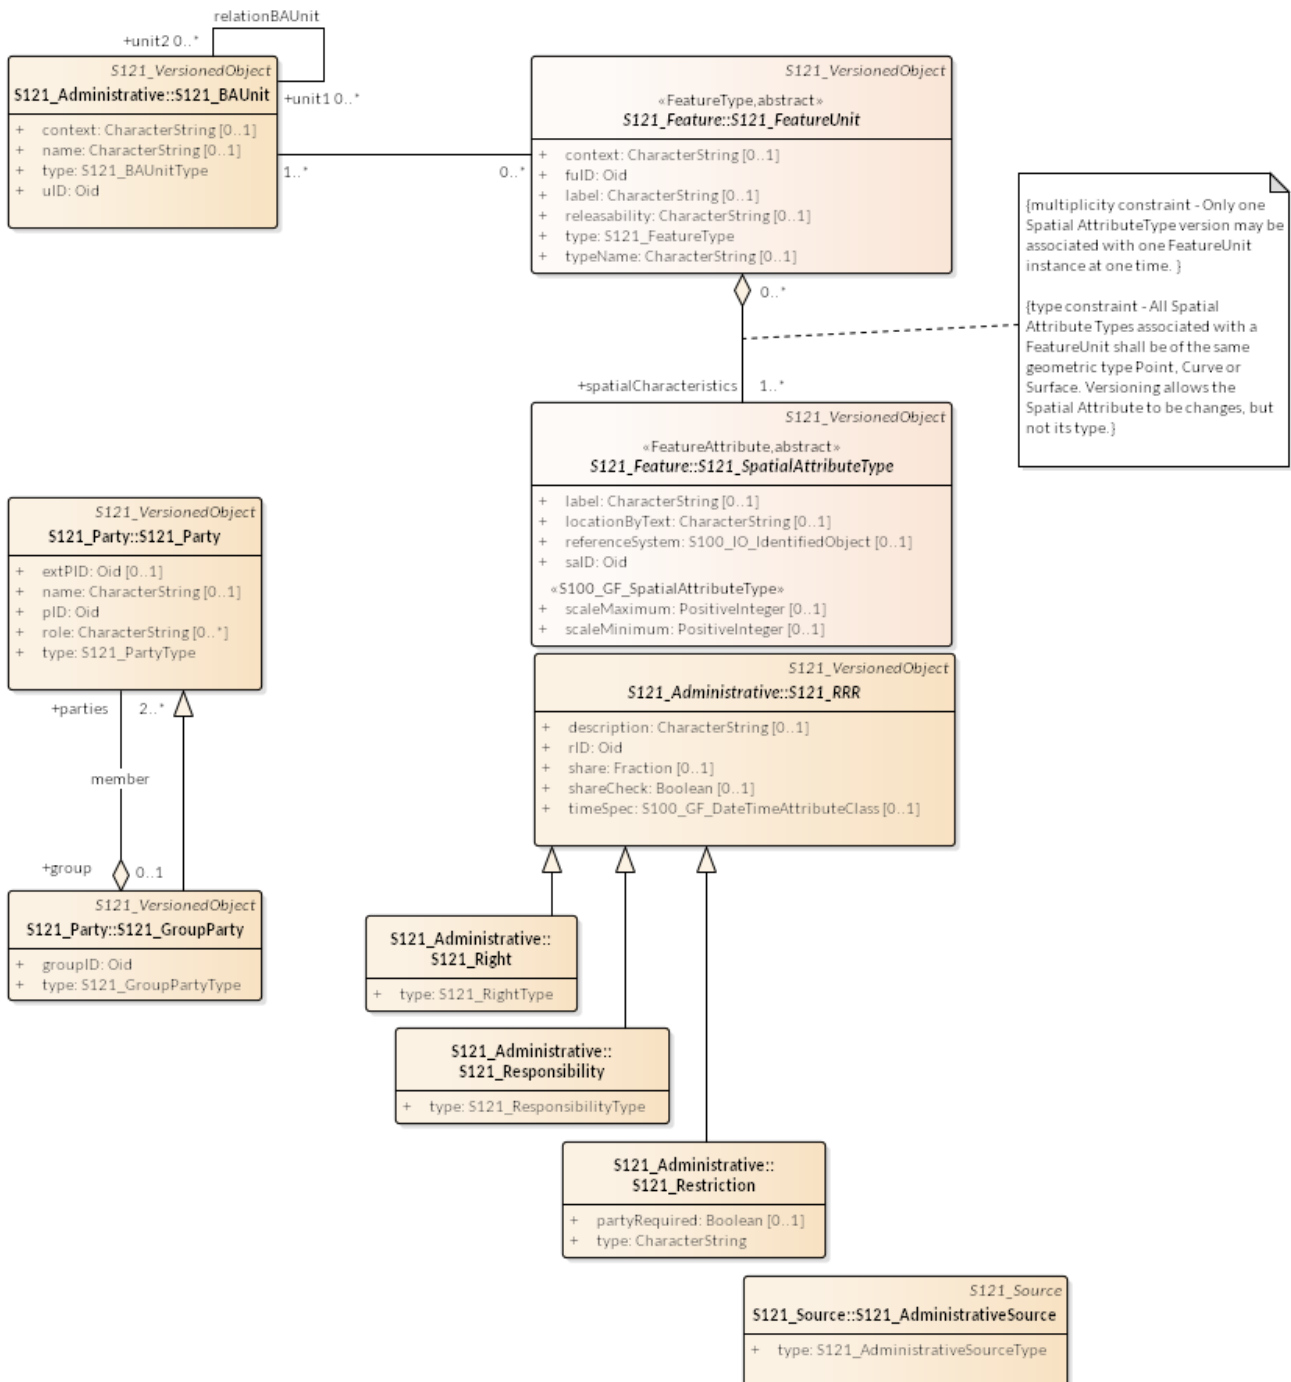 relationBAUnit
+unit2 0..*
S121_VersionedObject
S121_Administrative::S121_BAUnit
+ context: CharacterString [0..1]
+ name: CharacterString [0..1]
+ type: S121_BAUnitType
+ uID: Oid
+unit1 0..*
1..*
0..*
S121_VersionedObject
«FeatureType,abstract»
S121_Feature::S121_FeatureUnit
+ context: CharacterString [0..1]
+ fuID: Oid
+ label: CharacterString [0..1]
+ releasability: CharacterString [0..1]
+ type: S121_FeatureType
+ typeName: CharacterString [0..1]
0..*
+spatialCharacteristics
1..*
{multiplicity constraint - Only one
Spatial AttributeType version may be
associated with one FeatureUnit
instance at one time. }
{type constraint - All Spatial
Attribute Types associated with a
FeatureUnit shall be of the same
geometric type Point, Curve or
Surface. Versioning allows the
Spatial Attribute to be changes, but
not its type.}
S121_VersionedObject
«FeatureAttribute,abstract»
S121_Feature::S121_SpatialAttributeType
+ label: CharacterString [0..1]
+ locationByText: CharacterString [0..1]
+ referenceSystem: S100_IO_IdentifiedObject [0..1]
+ saID: Oid
«S100_GF_SpatialAttributeType»
+ scaleMaximum: PositiveInteger [0..1]
+ scaleMinimum: PositiveInteger [0..1]
S121_VersionedObject
S121_Party::S121_Party
+ extPID: Oid [0..1]
+ name: CharacterString [0..1]
+ pID: Oid
+ role: CharacterString [0..*]
+ type: S121_PartyType
+parties
2..*
member
+group
0..1
S121_VersionedObject
S121_Party::S121_GroupParty
+ groupID: Oid
+ type: S121_GroupPartyType
S121_VersionedObject
S121_Administrative::S121_RRR
+ description: CharacterString [0..1]
+ rID: Oid
+ share: Fraction [0..1]
+ shareCheck: Boolean [0..1]
+ timeSpec: S100_GF_DateTimeAttributeClass [0..1]
S121_Administrative::
S121_Right
+ type: S121_RightType
S121_Administrative::
S121_Responsibility
+ type: S121_ResponsibilityType
S121_Administrative::
S121_Restriction
+ partyRequired: Boolean [0..1]
+ type: CharacterString
S121_Source
S121_Source::S121_AdministrativeSource
+ type: S121_AdministrativeSourceType